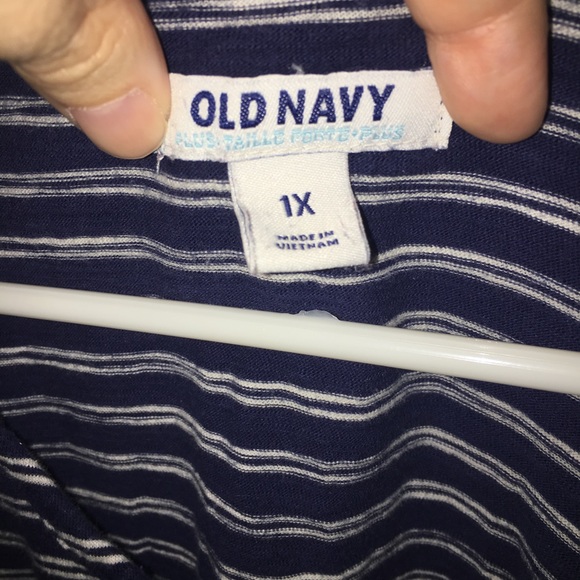 OLD NAVY
PLUS•TAILLE FORTE•PLUS
1X
MADE IN
VIETNAM